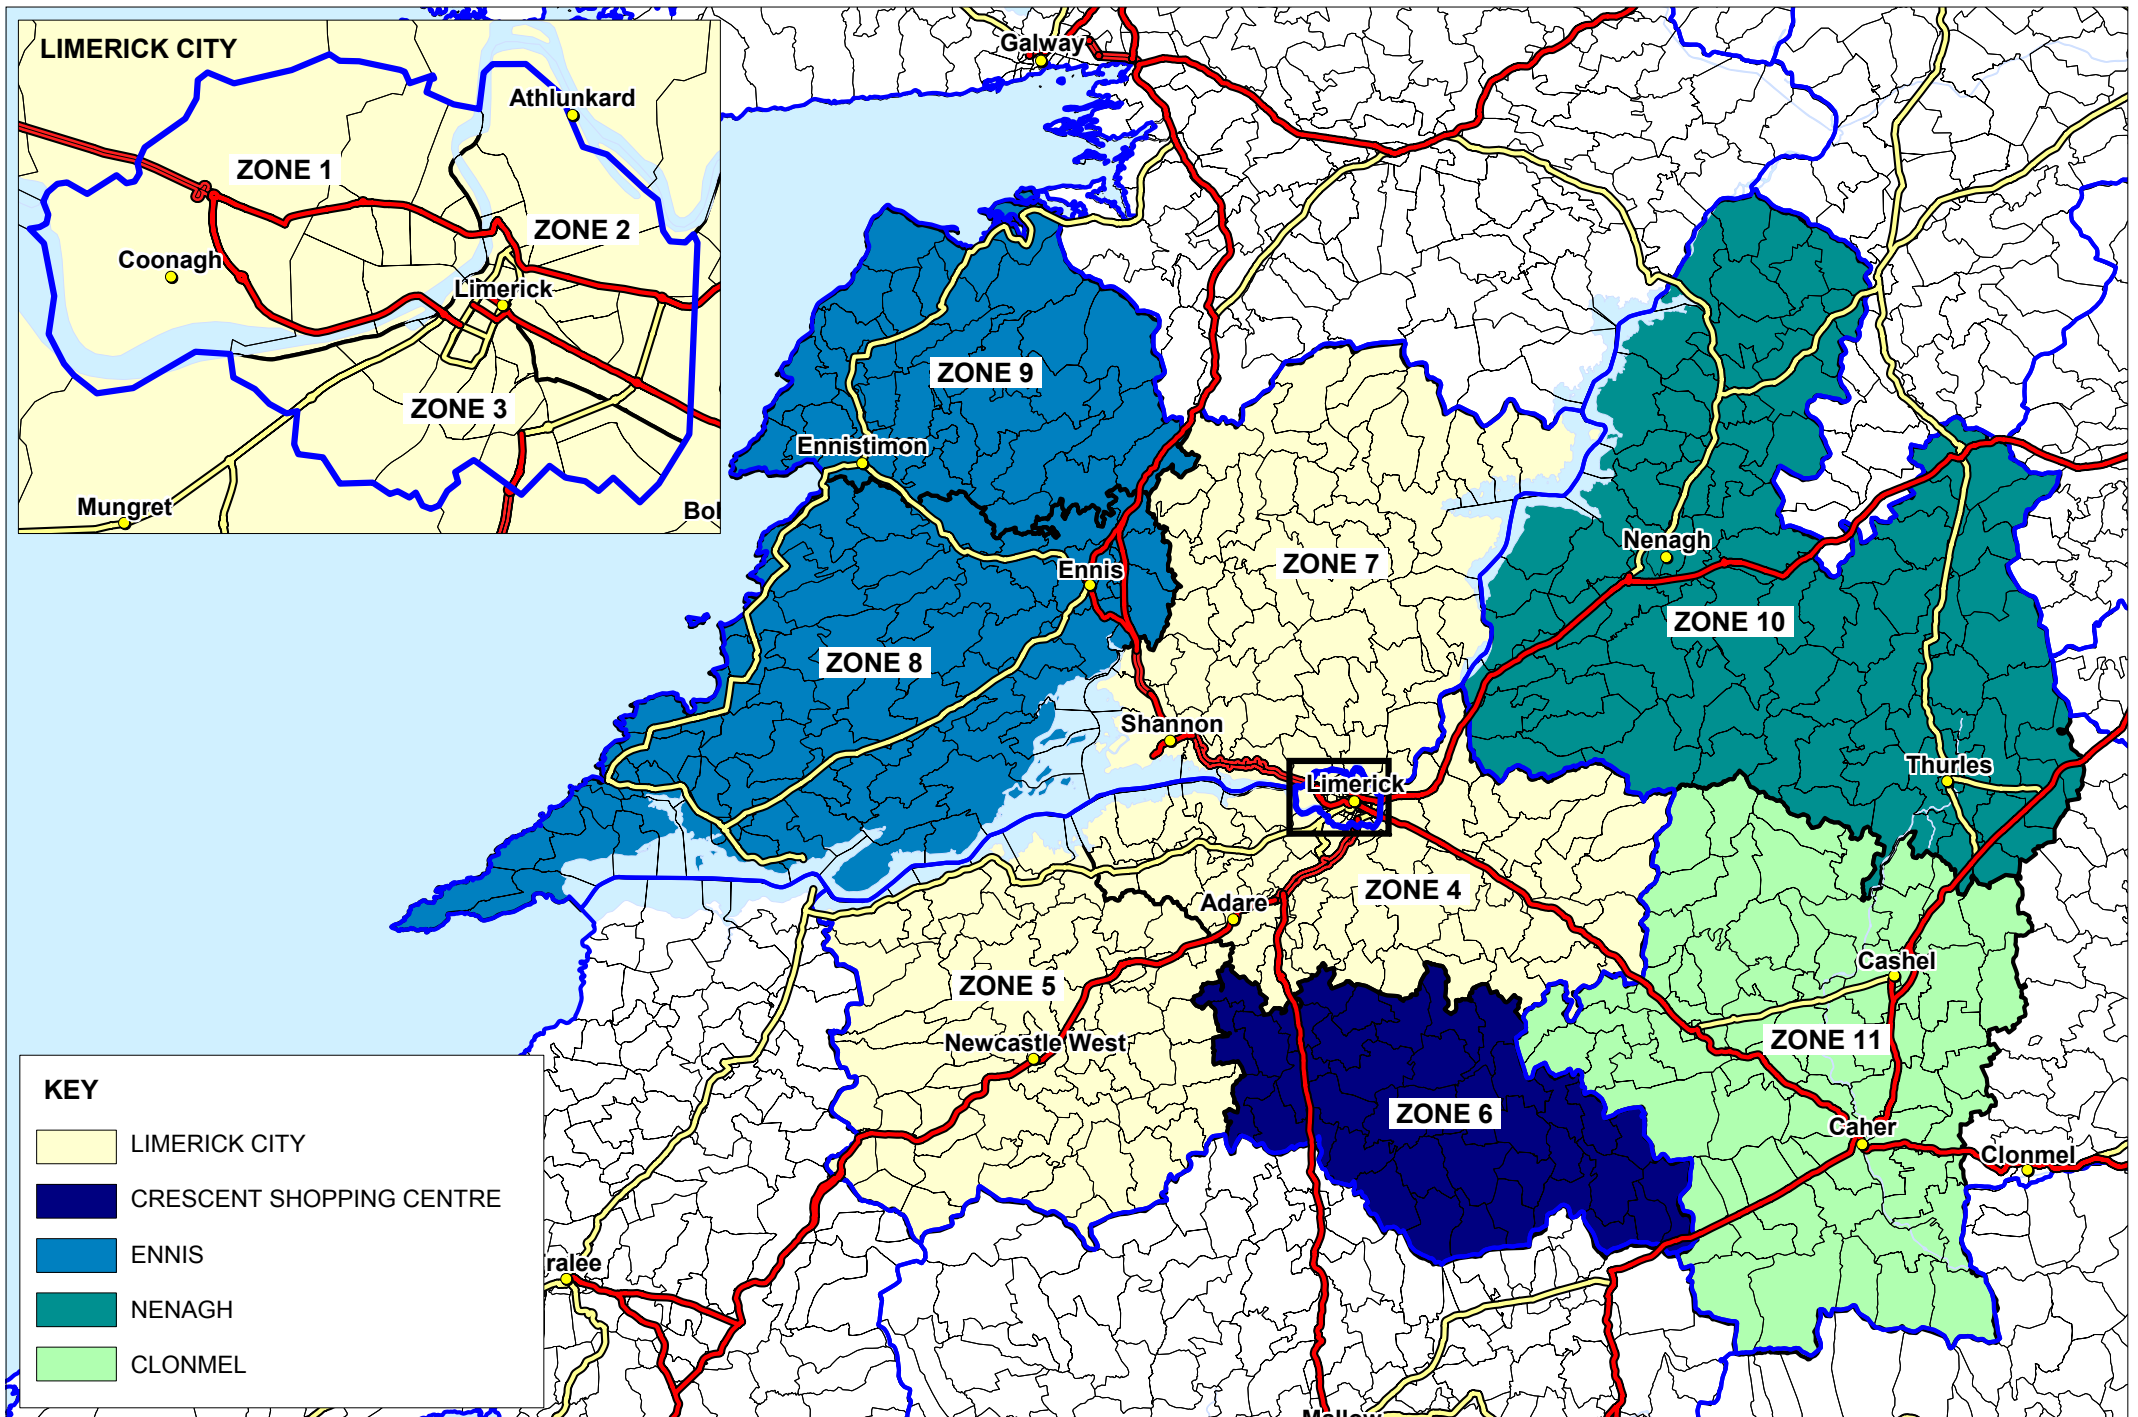 LIMERICK CITY
Athlunkard
ZONE 1
ZONE 2
Coonagh
Limerick
ZONE 3
Mungret
Galway
ZONE 9
Ennistimon
ZONE 7
Nenagh
Ennis
ZONE 10
ZONE 8
Shannon
Thurles
Limerick
ZONE 4
Adare
Cashel
ZONE 5
Newcastle West
ZONE 11
ZONE 6
Caher
Clonmel
KEY
LIMERICK CITY
CRESCENT SHOPPING CENTRE
ENNIS
NENAGH
CLONMEL
ralee